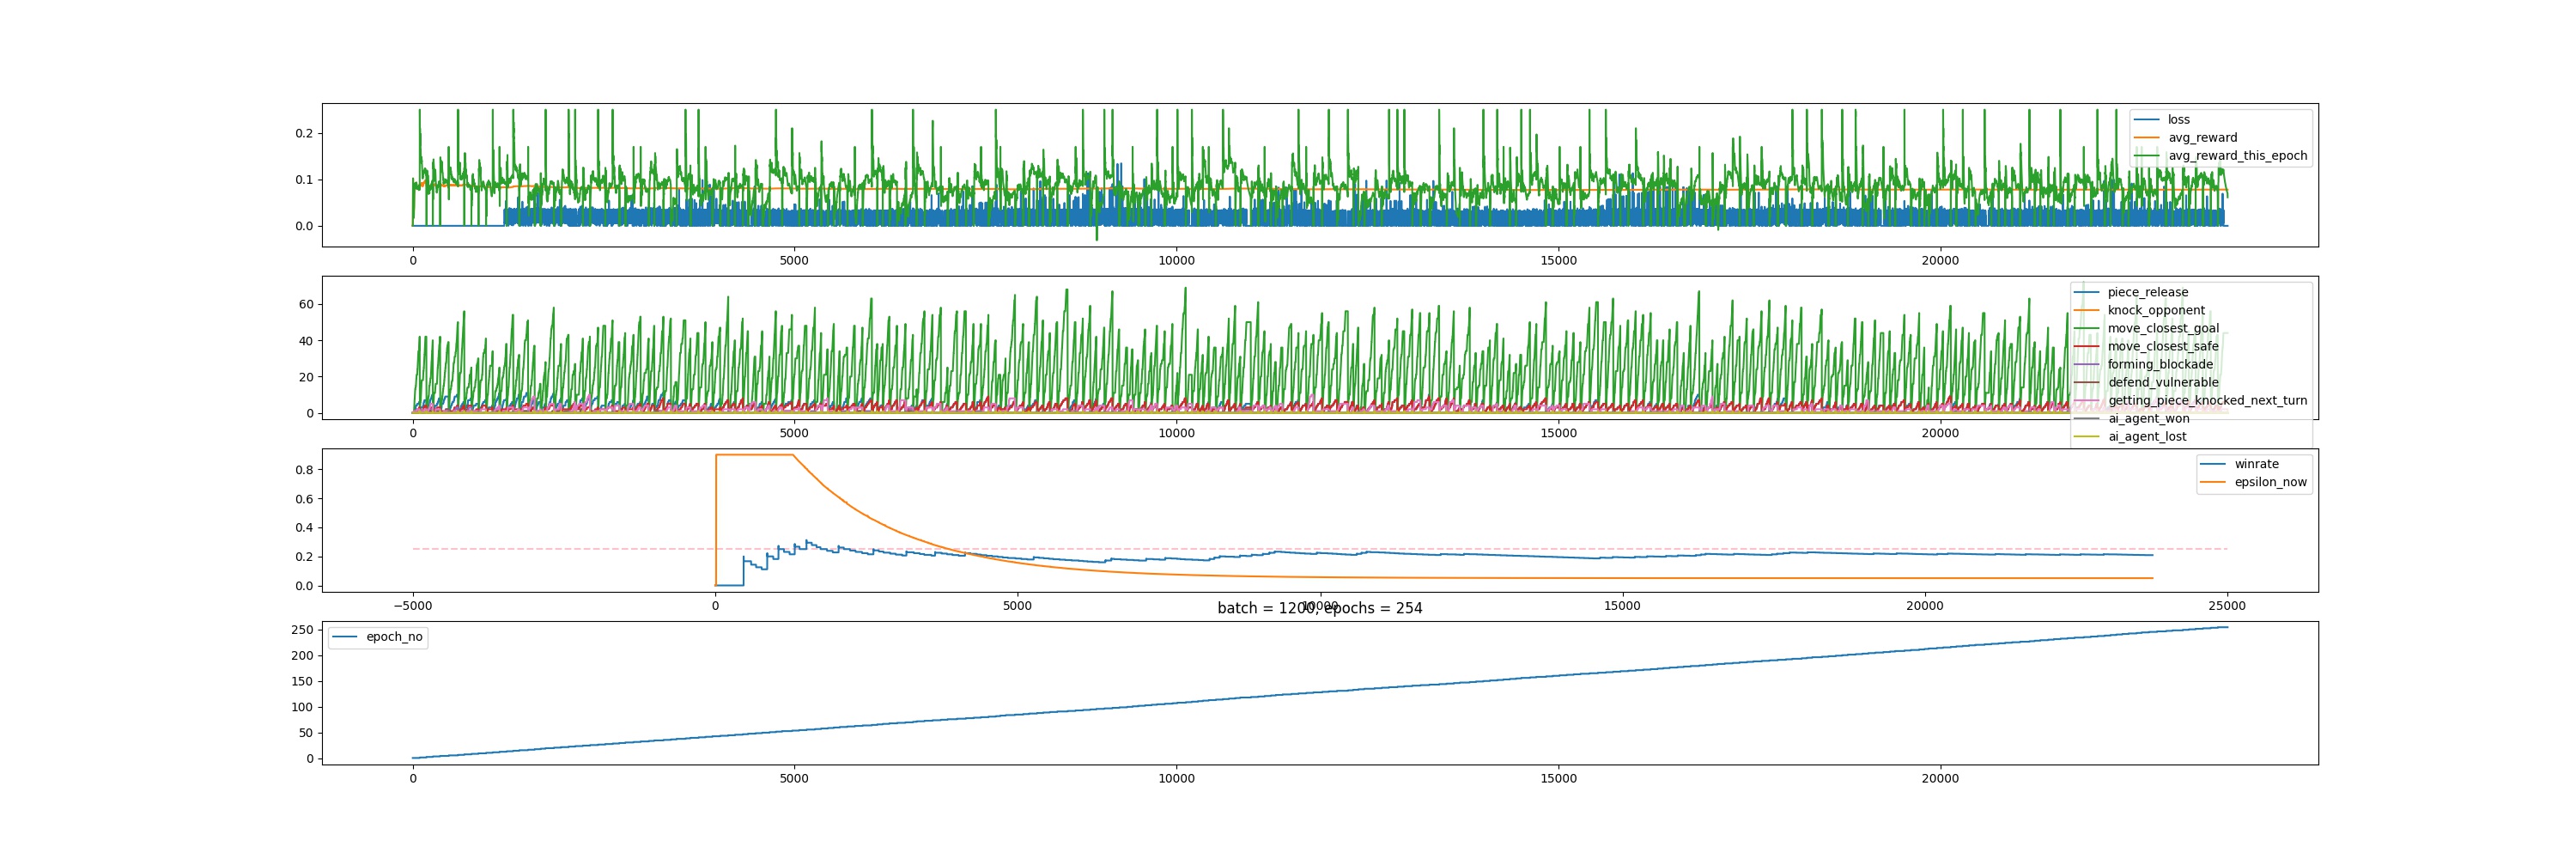 0.2
0.1
0.0
loss
avg_reward
avg_reward_this_epoch
0 5000 10000 15000 20000
60
40
20
0
piece_release
knock_opponent
move_closest_goal
move_closest_safe
forming_blockade
defend_vulnerable
getting_piece_knocked_next_turn
ai_agent_won
ai_agent_lost
0 5000 10000 15000 20000
0.8
0.6
0.4
0.2
0.0
winrate
epsilon_now
−5000 0 5000 10000 15000 20000 25000
batch = 1200, epochs = 254
250
200
150
100
50
0
epoch_no
0 5000 10000 15000 20000